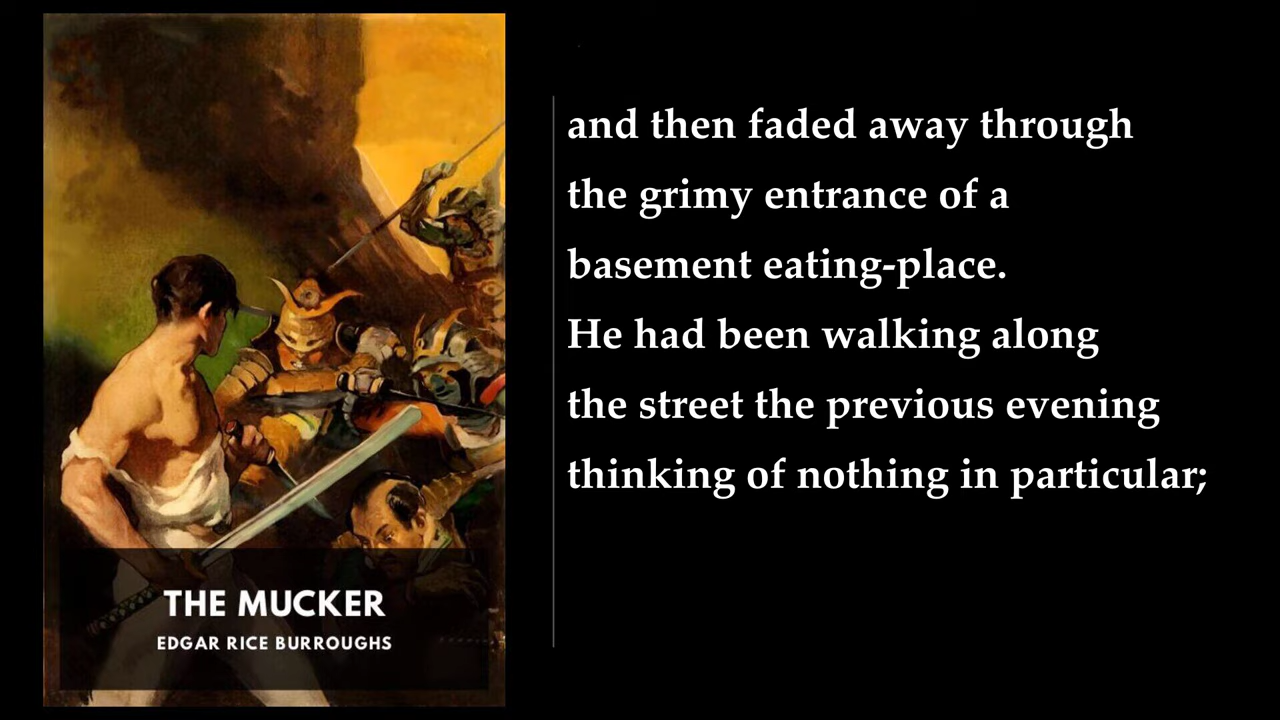 THE MUCKER
EDGAR RICE BURROUGHS
and then faded away through
the grimy entrance of a
basement eating-place.
He had been walking along
the street the previous evening
thinking of nothing in particular;